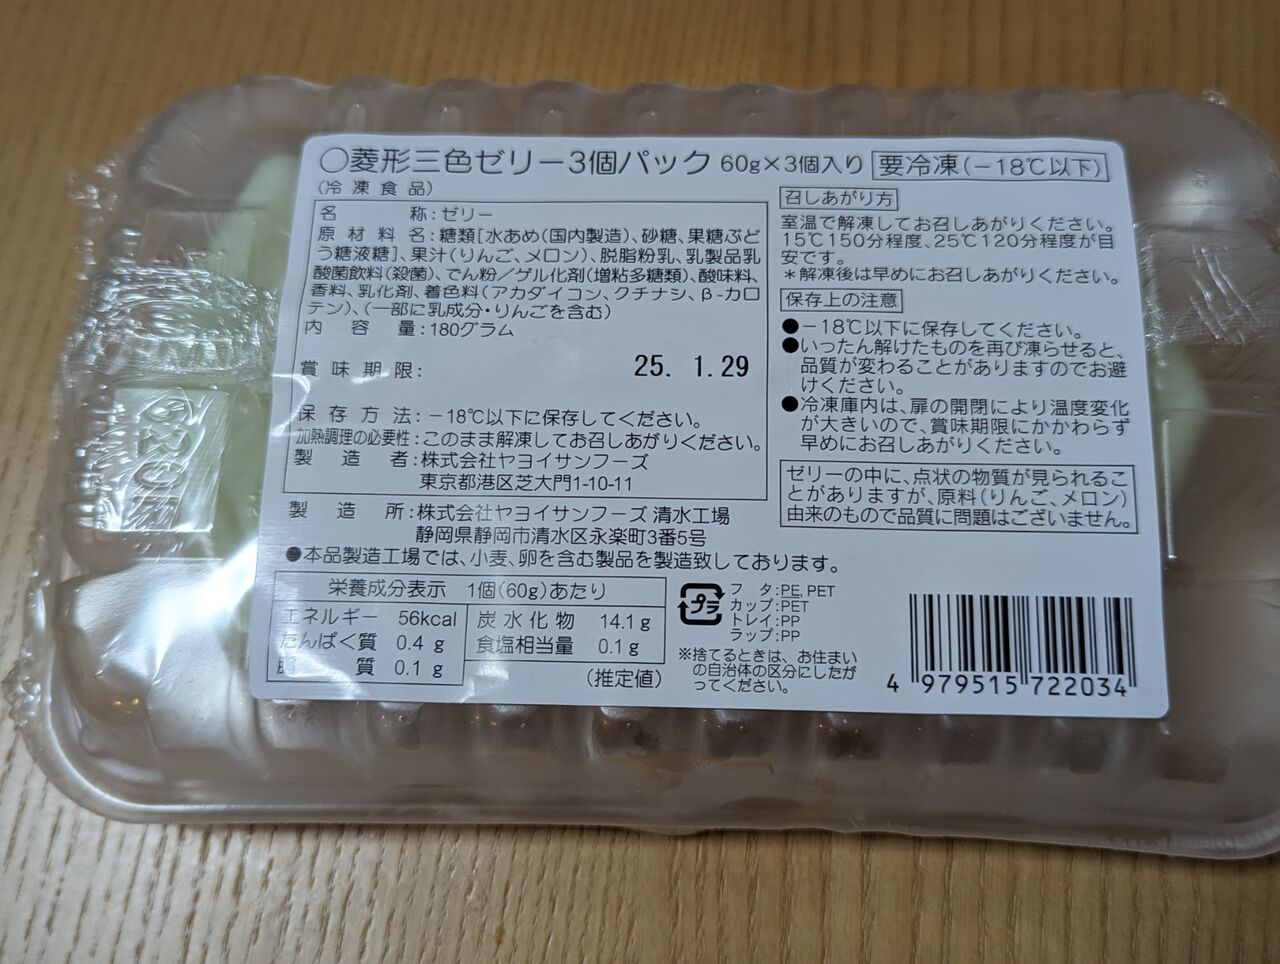 ○菱形三色ゼリー3個パック 60g×3個入り 要冷凍(－18℃以下)
(冷凍食品)
名称:ゼリー
原材料名:糖類[水あめ(国内製造)、砂糖、果糖ぶど
う糖液糖]、果汁(りんご、メロン)、脱脂粉乳、乳製品乳
酸菌飲料(殺菌)、でん粉／ゲル化剤(増粘多糖類)、酸味料、
香料、乳化剤、着色料(アカダイコン、クチナシ、β-カロ
テン)、(一部に乳成分・りんごを含む)
内容量:180グラム
賞味期限: 25. 1.29
保存方法:－18℃以下に保存してください。
加熱調理の必要性:このまま解凍してお召しあがりください。
製造者:株式会社ヤヨイサンフーズ
東京都港区芝大門1-10-11
製造所:株式会社ヤヨイサンフーズ 清水工場
静岡県静岡市清水区永楽町3番5号
●本品製造工場では、小麦、卵を含む製品を製造致しております。
召しあがり方
室温で解凍してお召しあがりください。
15℃150分程度、25℃120分程度が目
安です。
＊解凍後は早めにお召しあがりください。
保存上の注意
●－18℃以下に保存してください。
●いったん解けたものを再び凍らせると、
品質が変わることがありますのでお避
けください。
●冷凍庫内は、扉の開閉により温度変化
が大きいので、賞味期限にかかわらず
早めにお召しあがりください。
ゼリーの中に、点状の物質が見られるこ
とがありますが、原料(りんご、メロン)
由来のもので品質に問題はございません。
栄養成分表示 1個(60g)あたり
エネルギー 56kcal 炭水化物 14.1g
たんぱく質 0.4g 食塩相当量 0.1g
脂質 0.1g (推定値)
プラ
フタ:PE, PET
カップ:PET
トレイ:PP
ラップ:PP
※捨てるときは、お住まい
の自治体の区分にしたが
ってください。
4 979515 722034